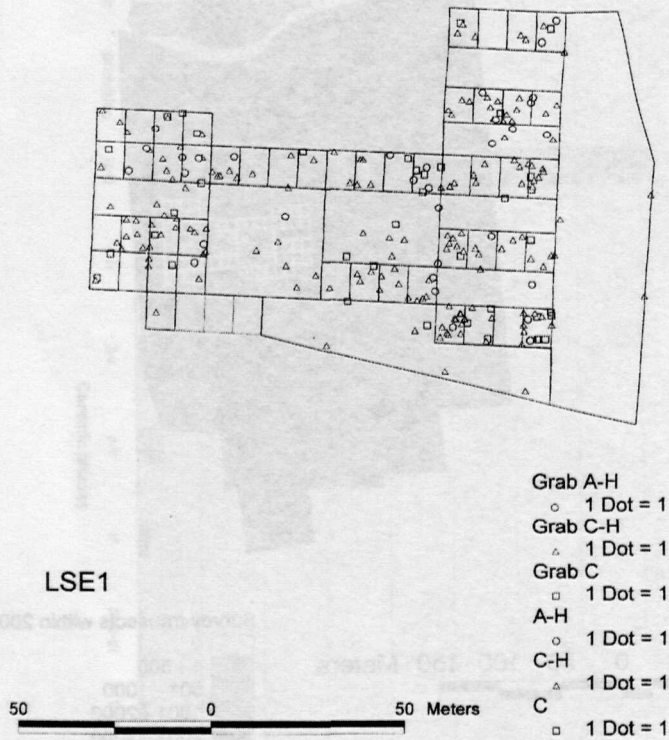 Grab A-H
1 Dot = 1
Grab C-H
1 Dot = 1
Grab C
1 Dot = 1
A-H
1 Dot = 1
C-H
1 Dot = 1
C
1 Dot = 1
LSE1
50 0 50 Meters